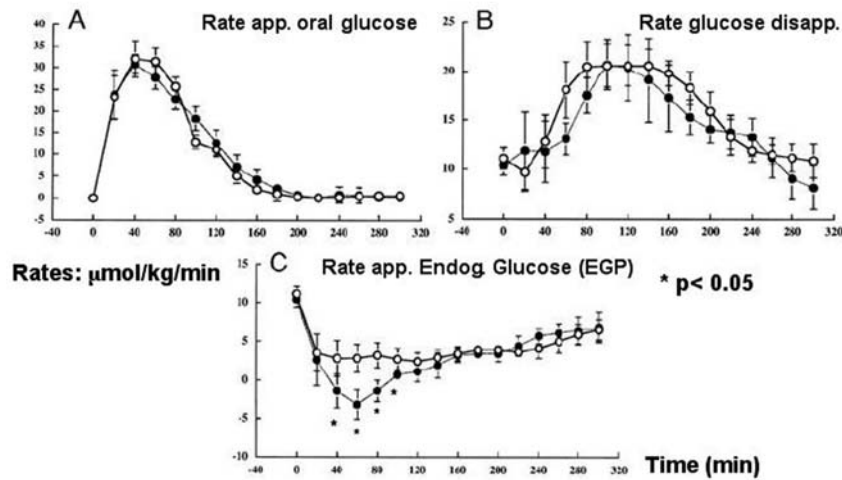 A Rate app. oral glucose
40
35
30
25
20
15
10
5
0
-5
-40 0 40 80 120 160 200 240 280 320
B Rate glucose disapp.
25
20
15
10
5
-40 0 40 80 120 160 200 240 280 320
Rates: μmol/kg/min
C Rate app. Endog. Glucose (EGP)
* p< 0.05
15
10
5
0
-5
-10
* * * *
-40 0 40 80 120 160 200 240 280 320
Time (min)